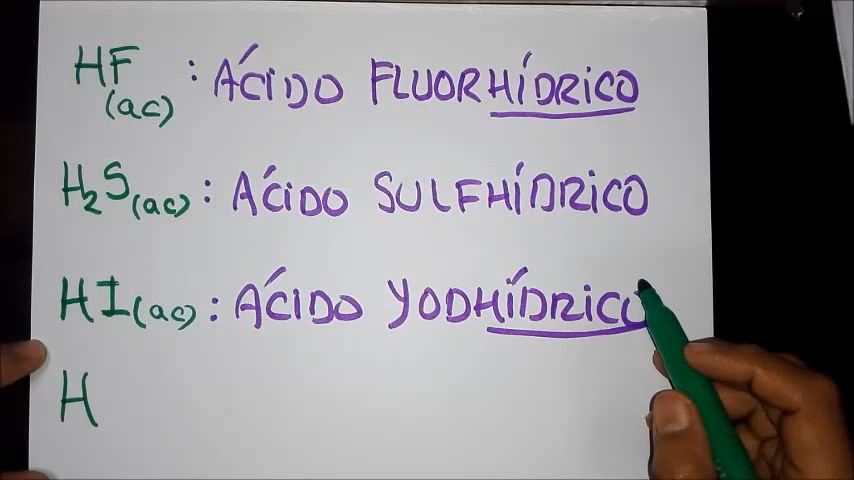 HF(ac) : ÁCIDO FLUORHÍDRICO
H₂S(ac) : ÁCIDO SULFHÍDRICO
HI(ac) : ÁCIDO YODHÍDRICO
H